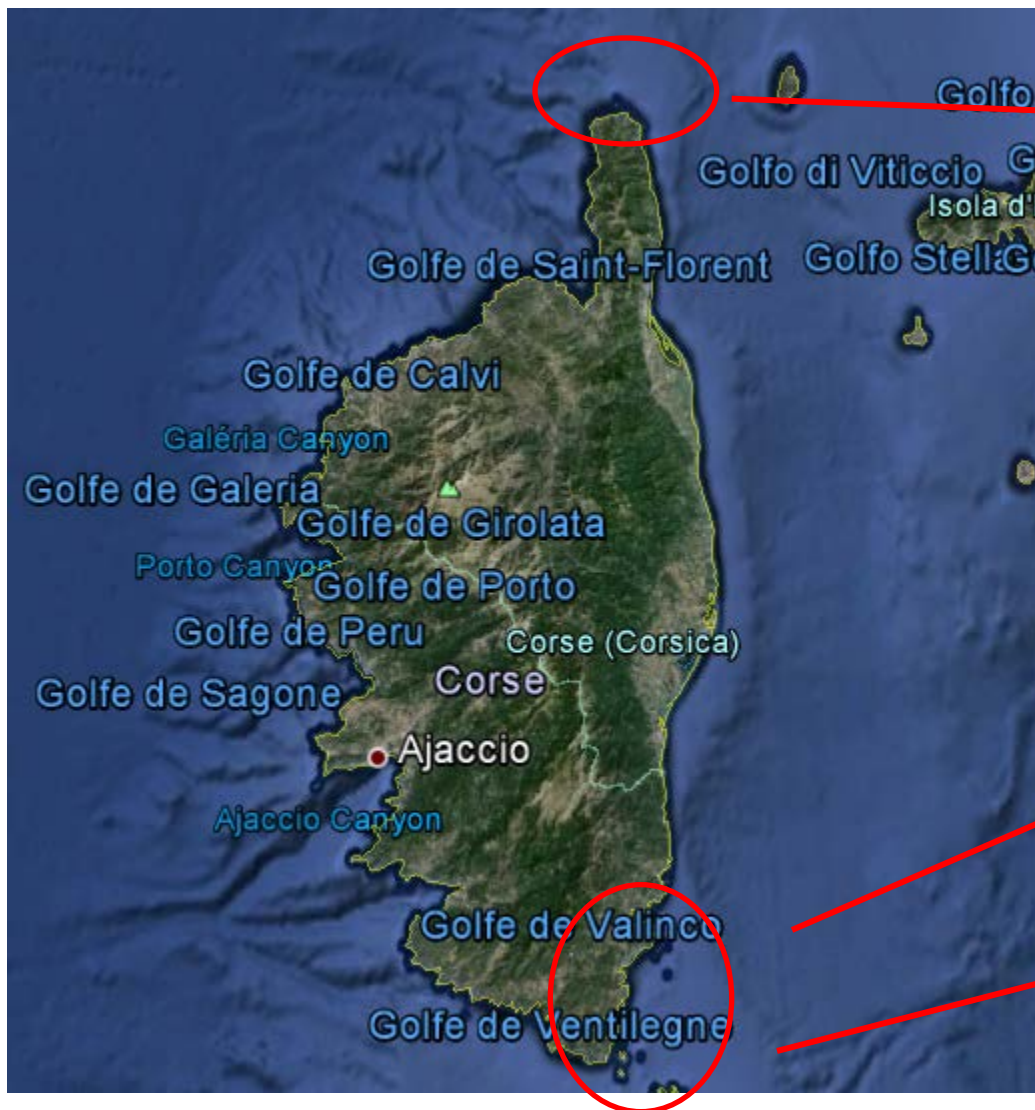 Golfo
Golfo di Viticcio G
Isola d'
Golfe de Saint-Florent Golfo Stella Go
Golfe de Calvi
Galéria Canyon
Golfe de Galeria
Golfe de Girolata
Porto Canyon
Golfe de Porto
Golfe de Peru
Corse (Corsica)
Corse
Golfe de Sagone
Ajaccio
Ajaccio Canyon
Golfe de Valinco
Golfe de Ventilegne